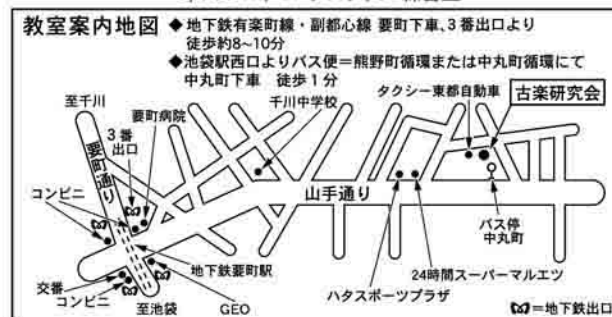 教室案内地図
◆地下鉄有楽町線・副都心線 要町下車、3番出口より
徒歩約8~10分
◆池袋駅西口よりバス便=熊野町循環または中丸町循環にて
中丸町下車 徒歩1分
至千川
要町病院
3番
出口
千川中学校
タクシー東都自動車
古楽研究会
コンビニ
要町通り
山手通り
バス停
中丸町
地下鉄要町駅
24時間スーパーマルエツ
ハタスポーツプラザ
交番
コンビニ
至池袋
GEO
=地下鉄出口